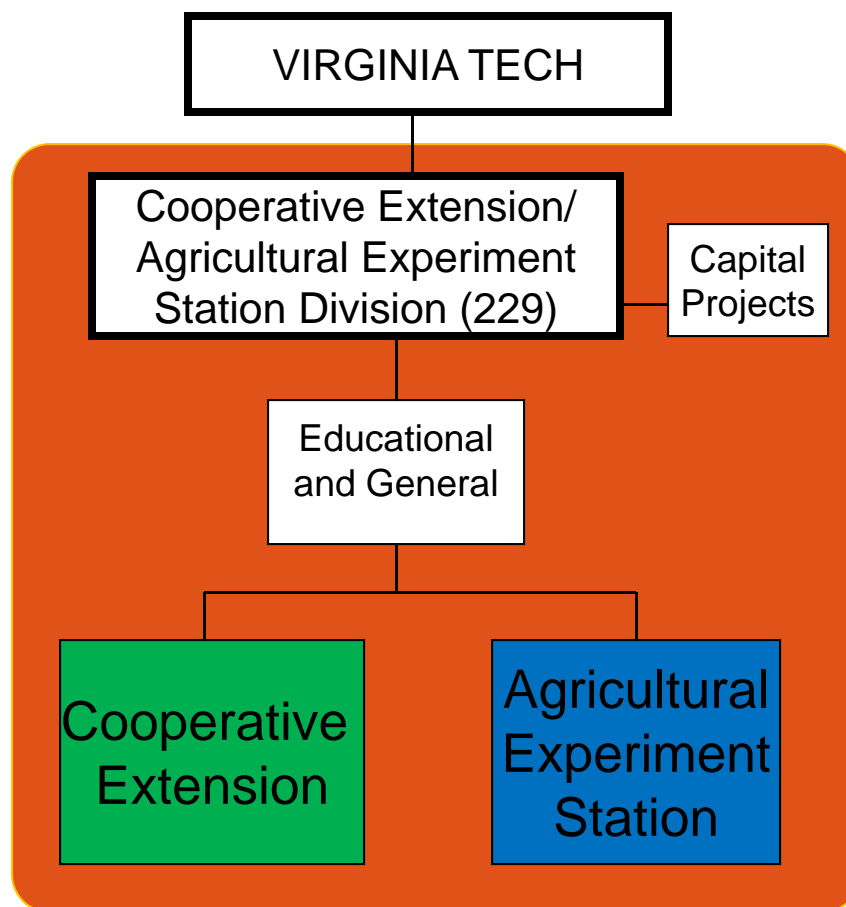 VIRGINIA TECH
Cooperative Extension/
Agricultural Experiment
Station Division (229)
Capital
Projects
Educational
and General
Cooperative
Extension
Agricultural
Experiment
Station